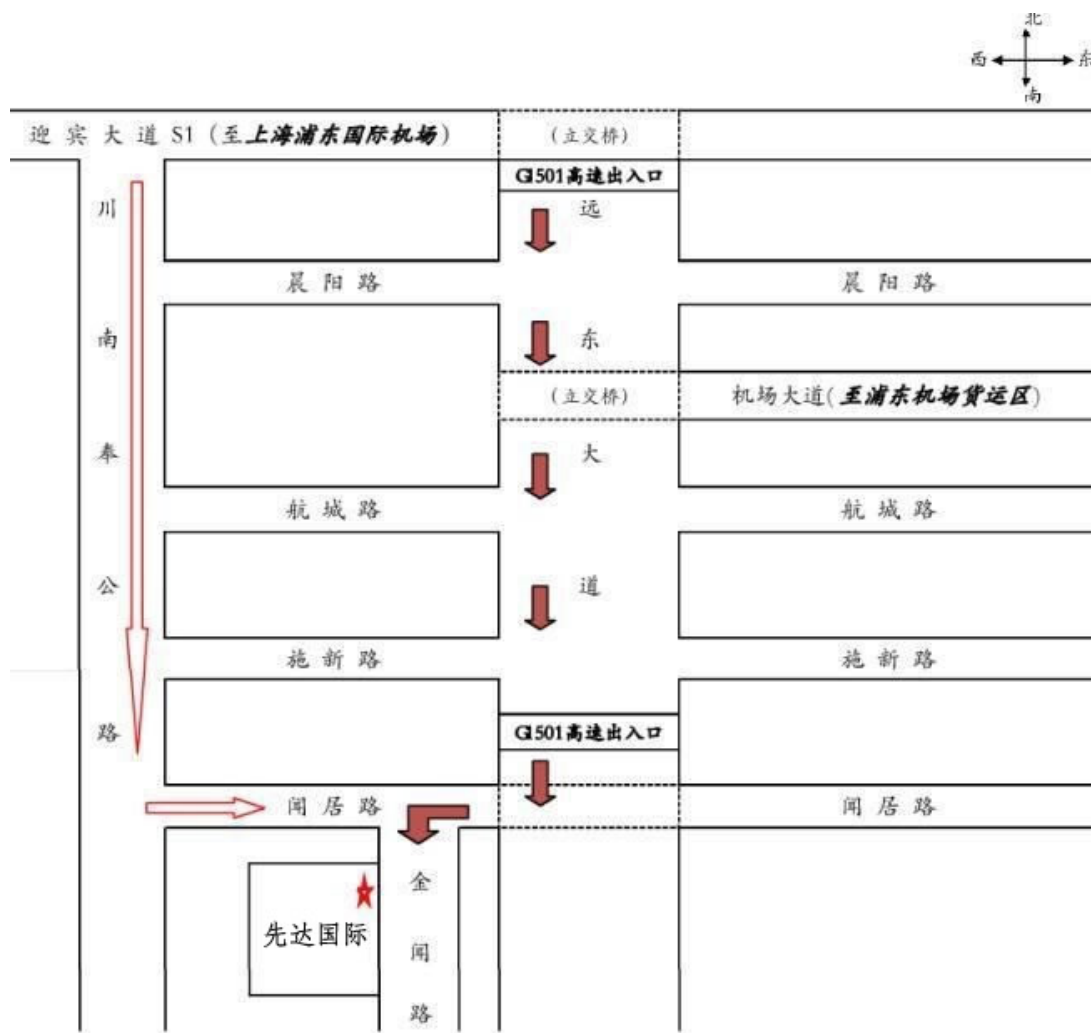 北
西 东
南
迎宾大道 S1 (至上海浦东国际机场)
(立交桥)
G1501高速出入口
川南奉公路
远东大道
晨阳路
晨阳路
(立交桥)
机场大道(至浦东机场货运区)
航城路
航城路
施新路
施新路
G1501高速出入口
闻居路
闻居路
金闻路
先达国际